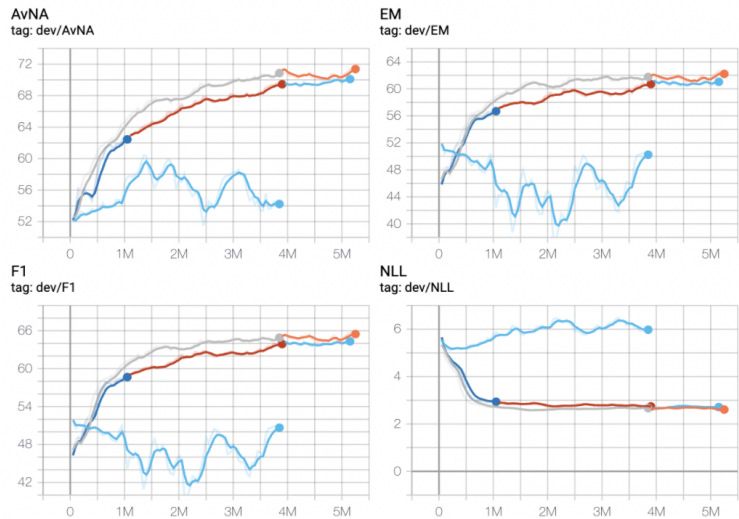 AvNA
tag: dev/AvNA
72
68
64
60
56
52
0 1M 2M 3M 4M 5M
EM
tag: dev/EM
64
60
56
52
48
44
40
0 1M 2M 3M 4M 5M
F1
tag: dev/F1
66
60
54
48
42
0 1M 2M 3M 4M 5M
NLL
tag: dev/NLL
6
4
2
0
0 1M 2M 3M 4M 5M